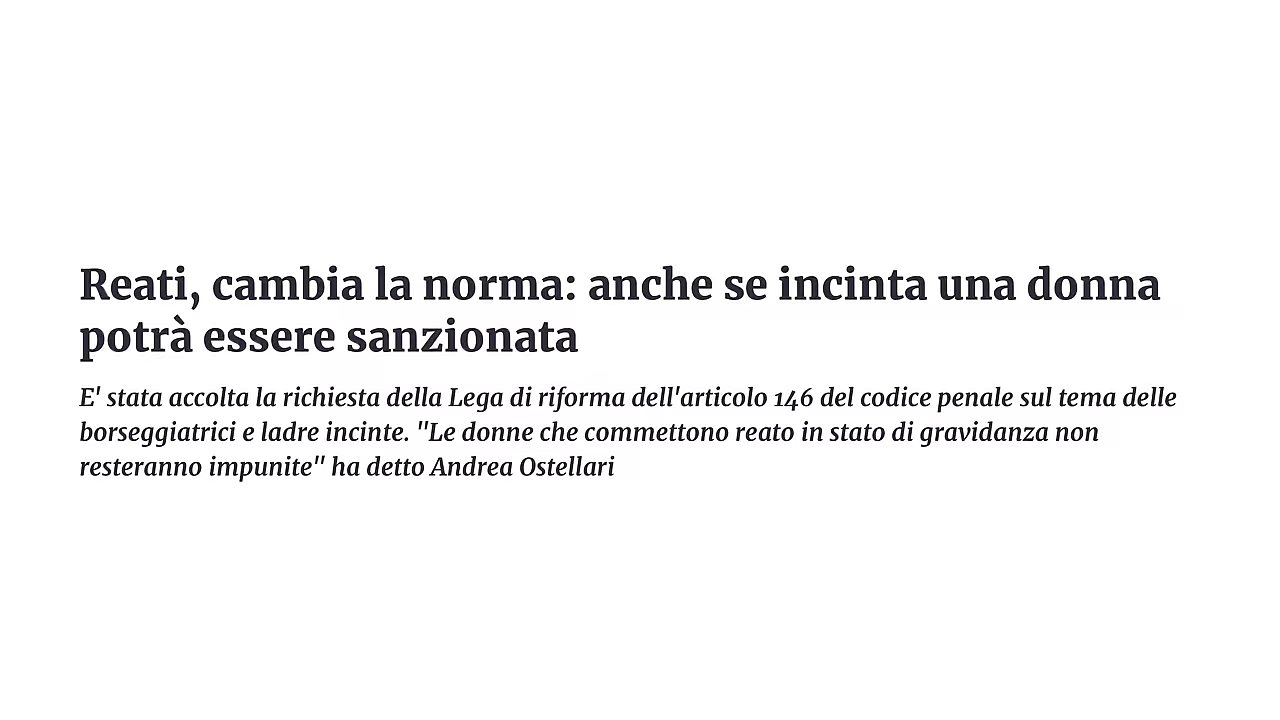 Reati, cambia la norma: anche se incinta una donna
potrà essere sanzionata
E' stata accolta la richiesta della Lega di riforma dell'articolo 146 del codice penale sul tema delle
borseggiatrici e ladre incinte. "Le donne che commettono reato in stato di gravidanza non
resteranno impunite" ha detto Andrea Ostellari